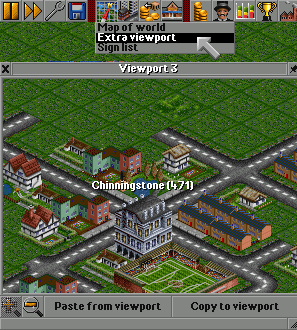 Map of world
Extra viewport
Sign list
Viewport 3
Chinningstone (471)
Paste from viewport
Copy to viewport